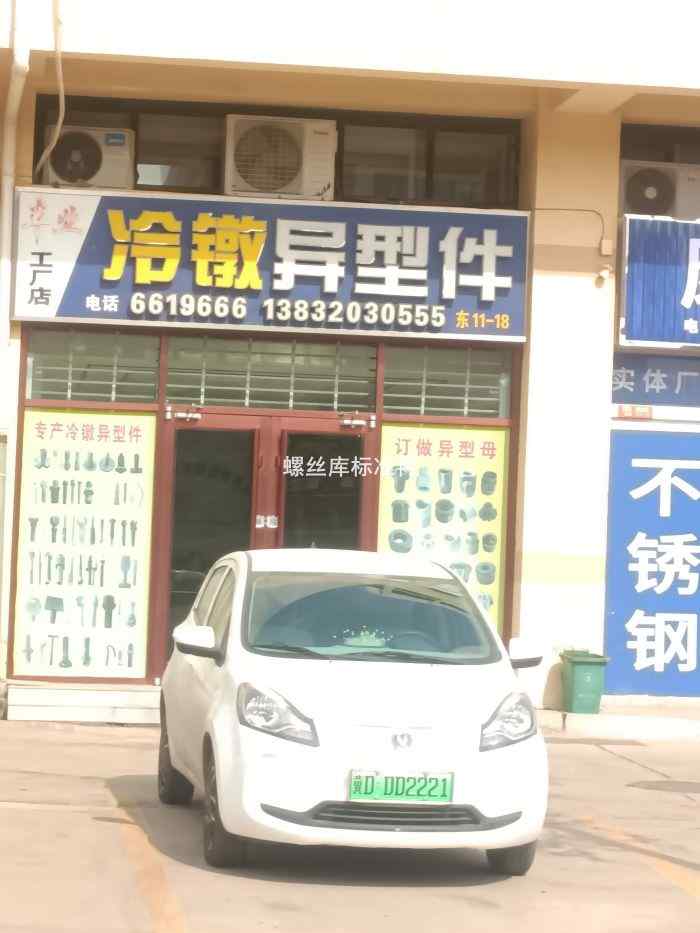 华业
工厂店
冷镦异型件
电话 6619666 13832030555 东11-18
实体厂
专产冷镦异型件
订做异型母
螺丝库标准
不锈钢
冀D·DD2221